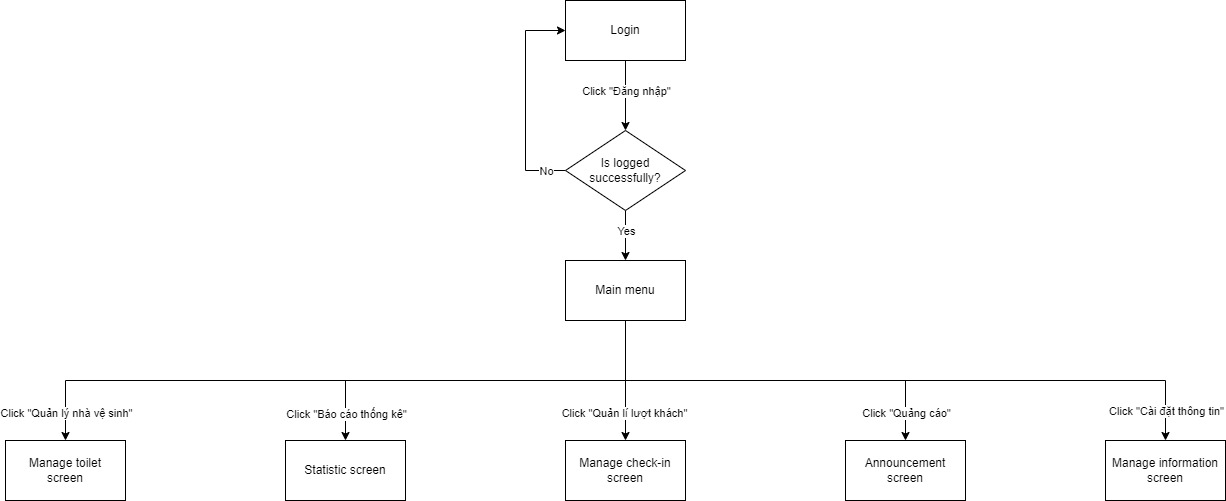 Login
Click "Đăng nhập"
Is logged
successfully?
No
Yes
Main menu
Click "Quản lý nhà vệ sinh"
Click "Báo cáo thống kê"
Click "Quản lí lượt khách"
Click "Quảng cáo"
Click "Cài đặt thông tin"
Manage toilet
screen
Statistic screen
Manage check-in
screen
Announcement
screen
Manage information
screen